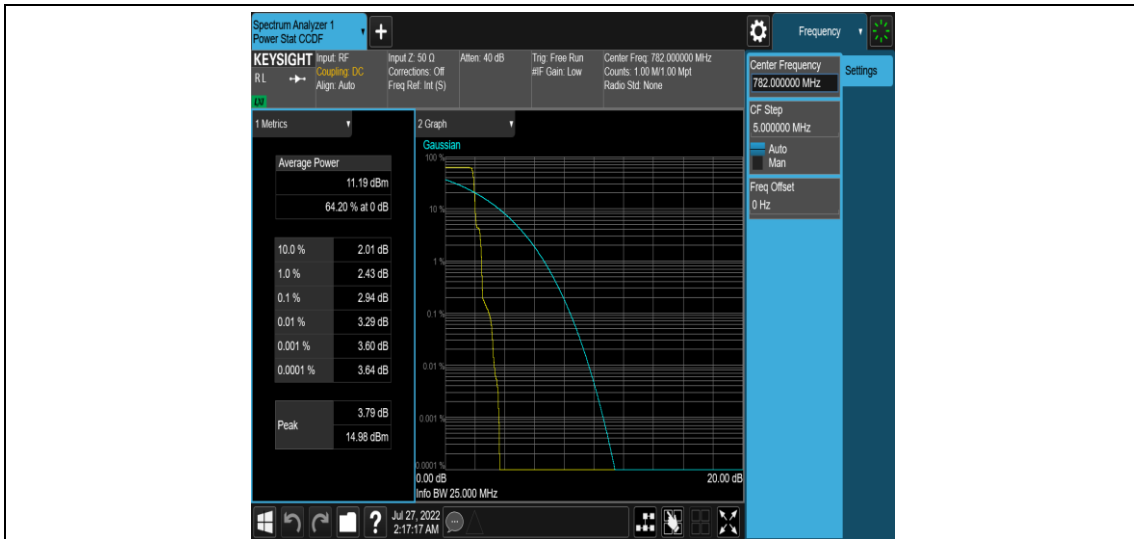 Spectrum Analyzer 1
Power Stat CCDF
+
Frequency
KEYSIGHT
RL
LM
Input: RF
Coupling: DC
Align: Auto
Input Z: 50 Ω
Corrections: Off
Freq Ref: Int (S)
Atten: 40 dB
Trig: Free Run
#IF Gain: Low
Center Freq: 782.000000 MHz
Counts: 1.00 M/1.00 Mpt
Radio Std: None
Center Frequency
782.000000 MHz
Settings
CF Step
5.000000 MHz
Auto
Man
Freq Offset
0 Hz
1 Metrics
Average Power
11.19 dBm
64.20 % at 0 dB
10.0 % 2.01 dB
1.0 % 2.43 dB
0.1 % 2.94 dB
0.01 % 3.29 dB
0.001 % 3.60 dB
0.0001 % 3.64 dB
Peak
3.79 dB
14.98 dBm
2 Graph
Gaussian
100 %
10 %
1 %
0.1 %
0.01 %
0.001 %
0.0001 %
0.00 dB 20.00 dB
Info BW 25.000 MHz
?
Jul 27, 2022
2:17:17 AM